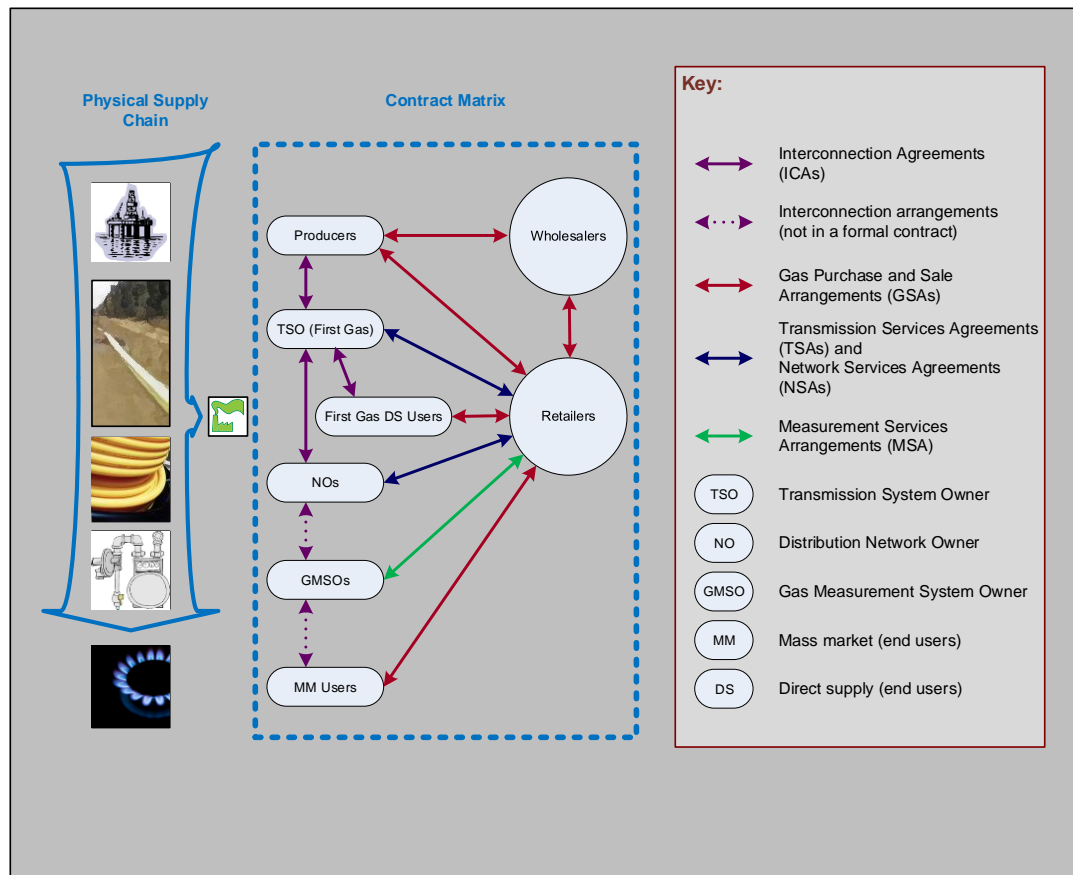 Physical Supply
Chain
Contract Matrix
Producers
Wholesalers
TSO (First Gas)
First Gas DS Users
Retailers
NOs
GMSOs
MM Users
Key:
Interconnection Agreements
(ICAs)
Interconnection arrangements
(not in a formal contract)
Gas Purchase and Sale
Arrangements (GSAs)
Transmission Services Agreements
(TSAs) and
Network Services Agreements
(NSAs)
Measurement Services
Arrangements (MSA)
TSO Transmission System Owner
NO Distribution Network Owner
GMSO Gas Measurement System Owner
MM Mass market (end users)
DS Direct supply (end users)